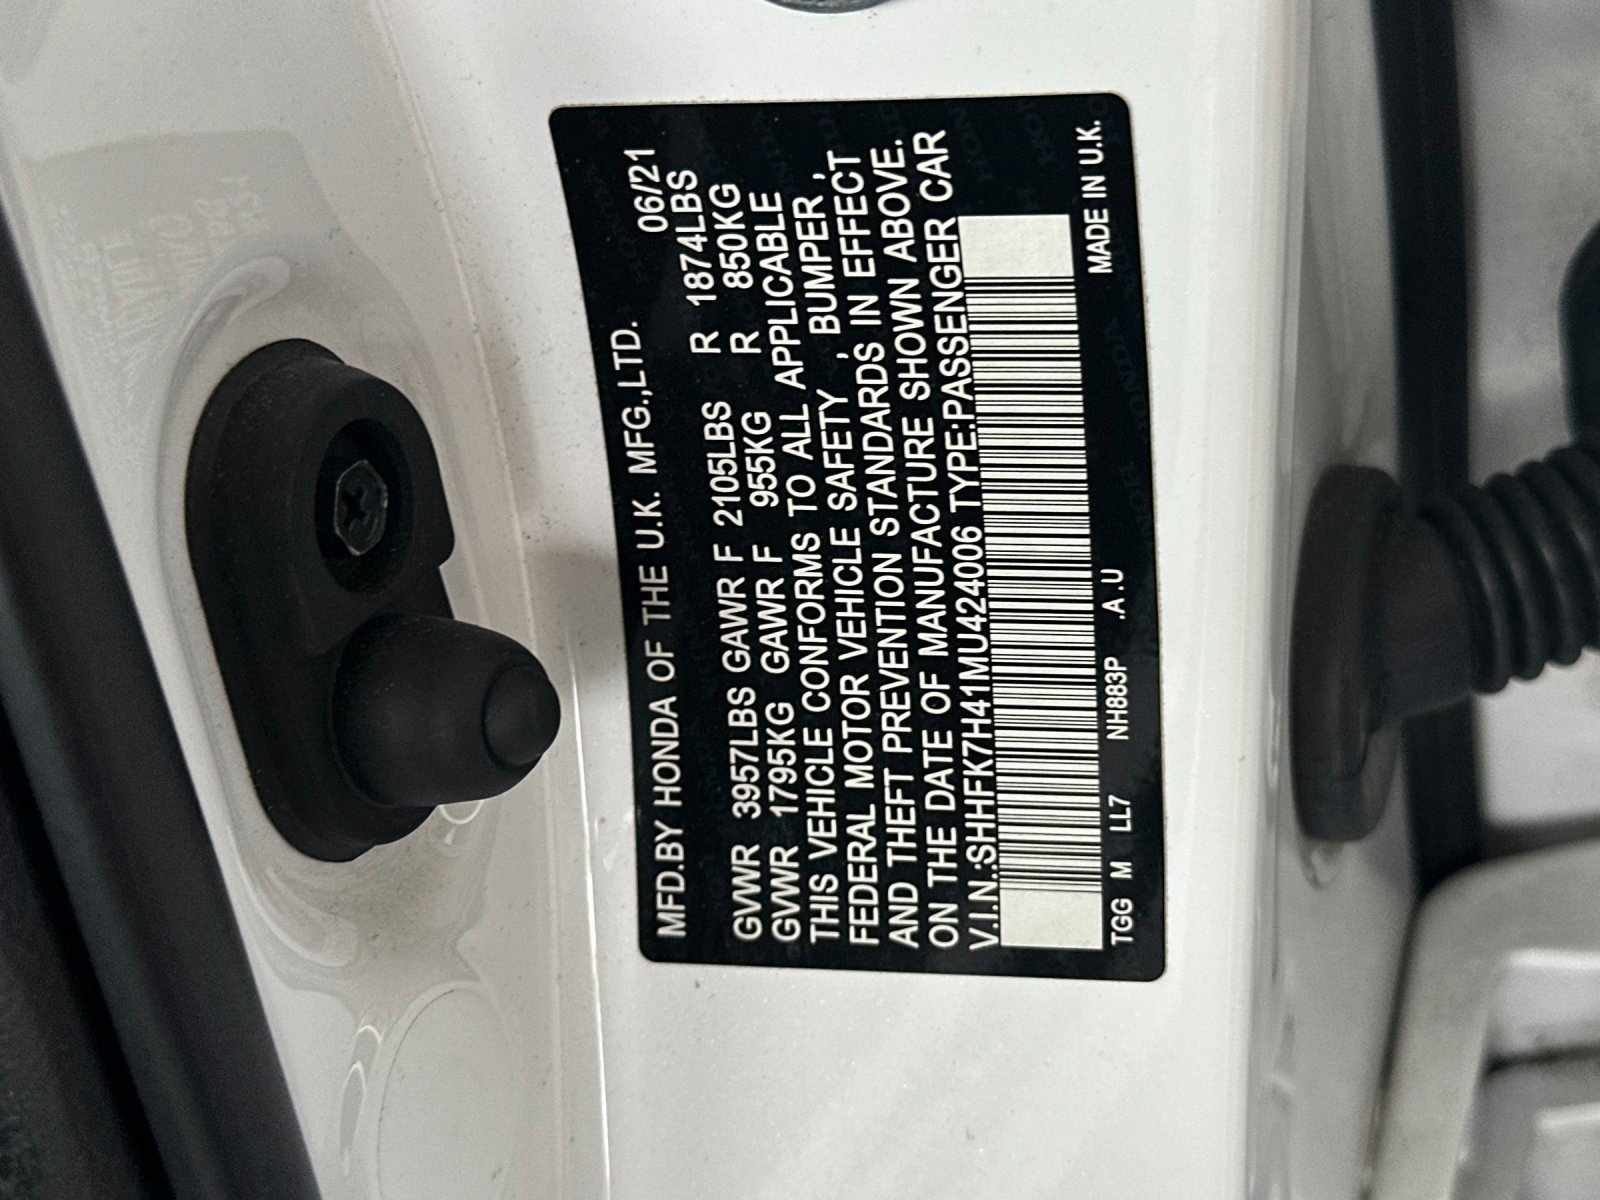 MFD.BY HONDA OF THE U.K. MFG.,LTD. 06/21
GVWR 3957LBS GAWR F 2105LBS R 1874LBS
GVWR 1795KG GAWR F 955KG R 850KG
THIS VEHICLE CONFORMS TO ALL APPLICABLE
FEDERAL MOTOR VEHICLE SAFETY, BUMPER,
AND THEFT PREVENTION STANDARDS IN EFFECT
ON THE DATE OF MANUFACTURE SHOWN ABOVE.
V.I.N.:SHHFK7H41MU424006 TYPE:PASSENGER CAR
TGG M LL7 NH883P .A.U MADE IN U.K.